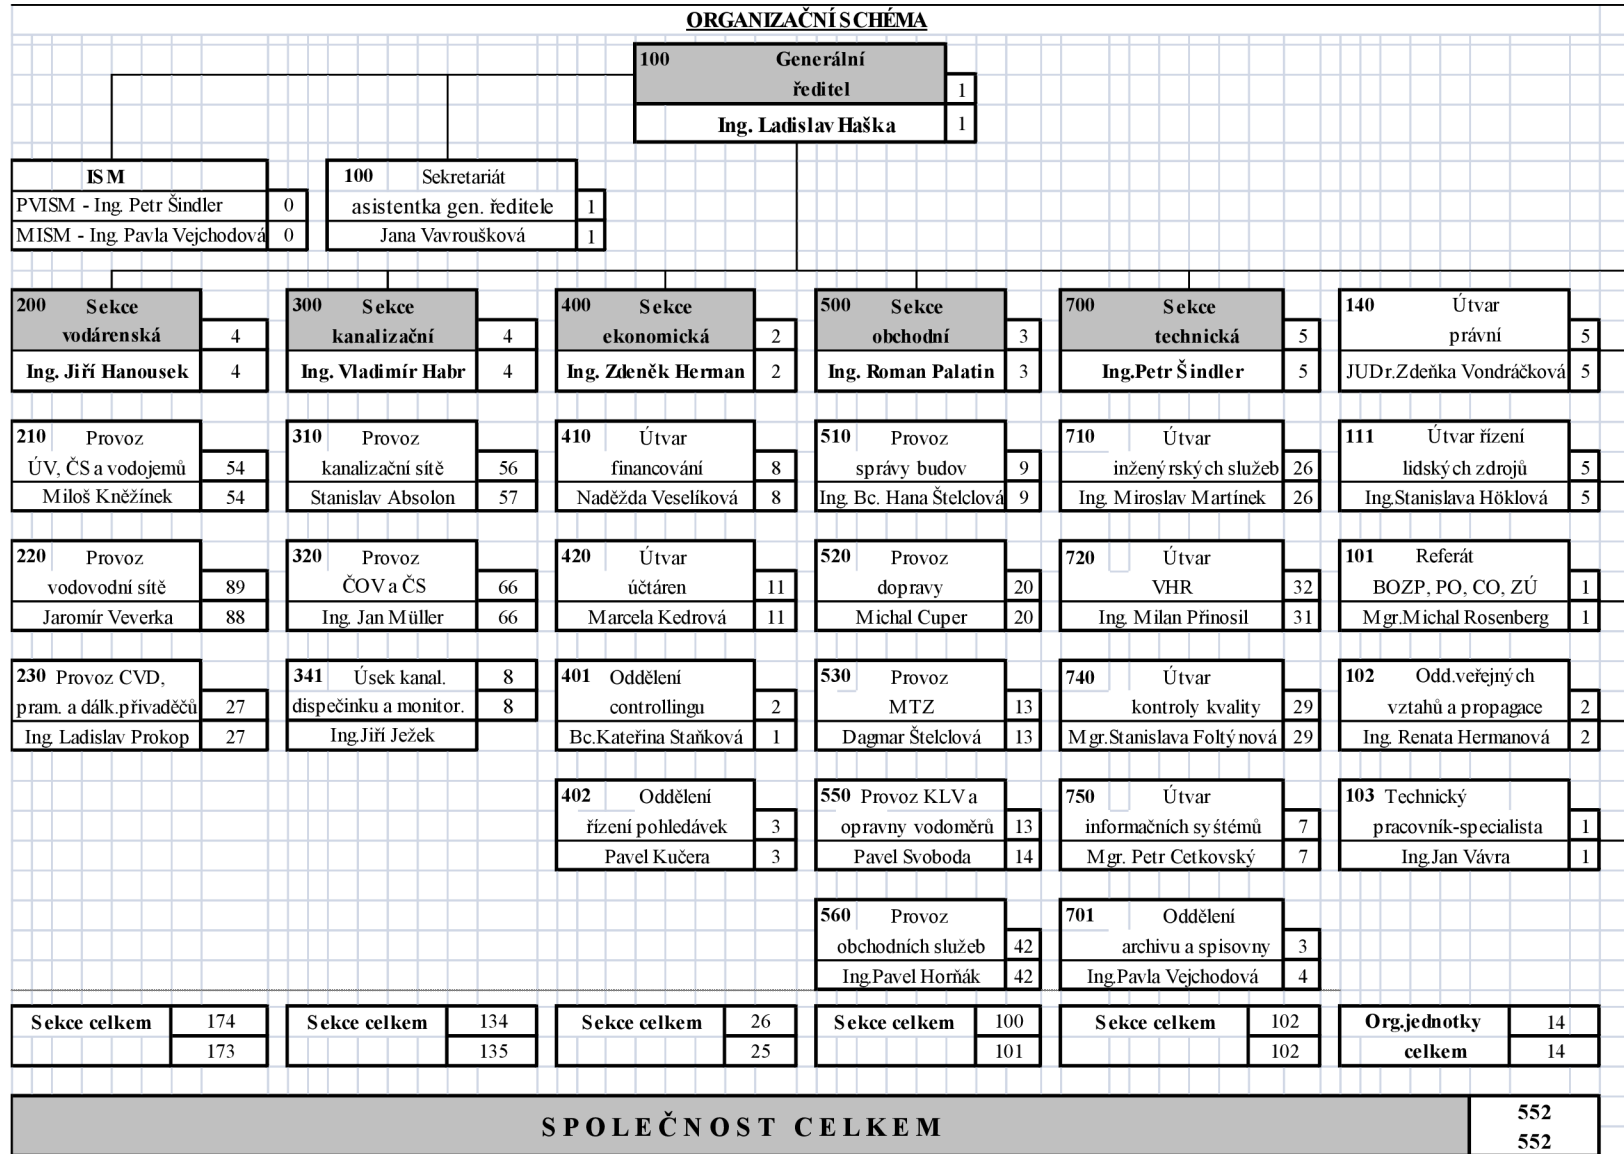 ORGANIZAČNÍ SCHÉMA
100 Generální
ředitel 1
Ing. Ladislav Haška 1
ISM
PVISM - Ing. Petr Šindler 0
MISM - Ing. Pavla Vejchodová 0
100 Sekretariát
asistentka gen. ředitele 1
Jana Vavroušková 1
200 Sekce
vodárenská 4
Ing. Jiří Hanousek 4
300 Sekce
kanalizační 4
Ing. Vladimír Habr 4
400 Sekce
ekonomická 2
Ing. Zdeněk Herman 2
500 Sekce
obchodní 3
Ing. Roman Palatin 3
700 Sekce
technická 5
Ing.Petr Šindler 5
140 Útvar
právní 5
JUDr.Zdeňka Vondráčková 5
210 Provoz
ÚV, ČS a vodojemů 54
Miloš Kněžínek 54
310 Provoz
kanalizační sítě 56
Stanislav Absolon 57
410 Útvar
financování 8
Naděžda Veselíková 8
510 Provoz
správy budov 9
Ing. Bc. Hana Štelclová 9
710 Útvar
inženýrských služeb 26
Ing. Miroslav Martínek 26
111 Útvar řízení
lidských zdrojů 5
Ing.Stanislava Höklová 5
220 Provoz
vodovodní sítě 89
Jaromír Veverka 88
320 Provoz
ČOV a ČS 66
Ing. Jan Müller 66
420 Útvar
účtáren 11
Marcela Kedrová 11
520 Provoz
dopravy 20
Michal Cuper 20
720 Útvar
VHR 32
Ing. Milan Přinosil 31
101 Referát
BOZP, PO, CO, ZÚ 1
Mgr.Michal Rosenberg 1
230 Provoz CVD,
pram. a dálk.přivaděčů 27
Ing. Ladislav Prokop 27
341 Úsek kanal. 8
dispečinku a monitor. 8
Ing.Jiří Ježek
401 Oddělení
controllingu 2
Bc.Kateřina Staňková 1
530 Provoz
MTZ 13
Dagmar Štelclová 13
740 Útvar
kontroly kvality 29
Mgr.Stanislava Foltýnová 29
102 Odd.veřejných
vztahů a propagace 2
Ing. Renata Hermanová 2
402 Oddělení
řízení pohledávek 3
Pavel Kučera 3
550 Provoz KLV a
opravny vodoměrů 13
Pavel Svoboda 14
750 Útvar
informačních systémů 7
Mgr. Petr Cetkovský 7
103 Technický
pracovník-specialista 1
Ing.Jan Vávra 1
560 Provoz
obchodních služeb 42
Ing.Pavel Horňák 42
701 Oddělení
archivu a spisovny 3
Ing.Pavla Vejchodová 4
Sekce celkem 174
173
Sekce celkem 134
135
Sekce celkem 26
25
Sekce celkem 100
101
Sekce celkem 102
102
Org.jednotky 14
celkem 14
SPOLEČNOST CELKEM
552
552